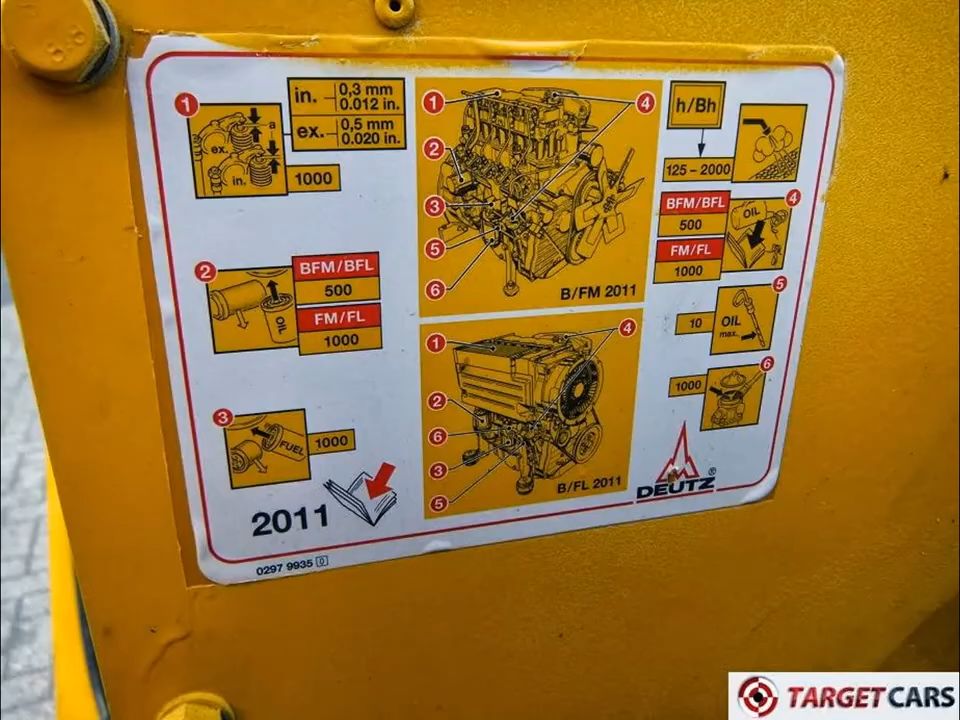 1
in. 0,3 mm 0.012 in.
ex. 0,5 mm 0.020 in.
ex.
a
in.
1000
2
BFM/BFL
500
FM/FL
1000
OIL
3
FUEL
1000
2011
0297 9935 0
1
4
2
3
5
6
B/FM 2011
1
4
2
6
3
5
B/FL 2011
h/Bh
125-2000
BFM/BFL
500
FM/FL
1000
4
OIL
5
10
OIL
max.
6
1000
DEUTZ ®
TARGET CARS